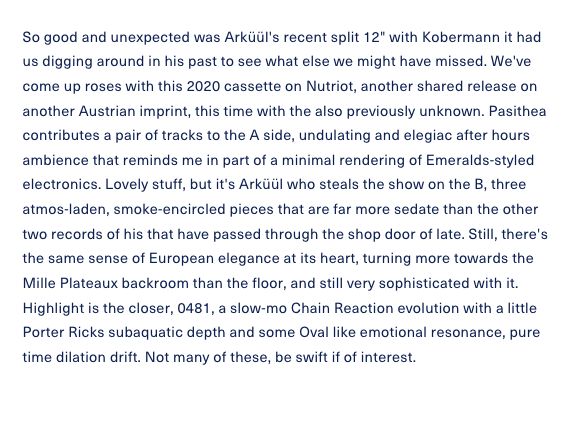 So good and unexpected was Arküül's recent split 12" with Kobermann it had
us digging around in his past to see what else we might have missed. We've
come up roses with this 2020 cassette on Nutriot, another shared release on
another Austrian imprint, this time with the also previously unknown. Pasithea
contributes a pair of tracks to the A side, undulating and elegiac after hours
ambience that reminds me in part of a minimal rendering of Emeralds-styled
electronics. Lovely stuff, but it's Arküül who steals the show on the B, three
atmos-laden, smoke-encircled pieces that are far more sedate than the other
two records of his that have passed through the shop door of late. Still, there's
the same sense of European elegance at its heart, turning more towards the
Mille Plateaux backroom than the floor, and still very sophisticated with it.
Highlight is the closer, 0481, a slow-mo Chain Reaction evolution with a little
Porter Ricks subaquatic depth and some Oval like emotional resonance, pure
time dilation drift. Not many of these, be swift if of interest.